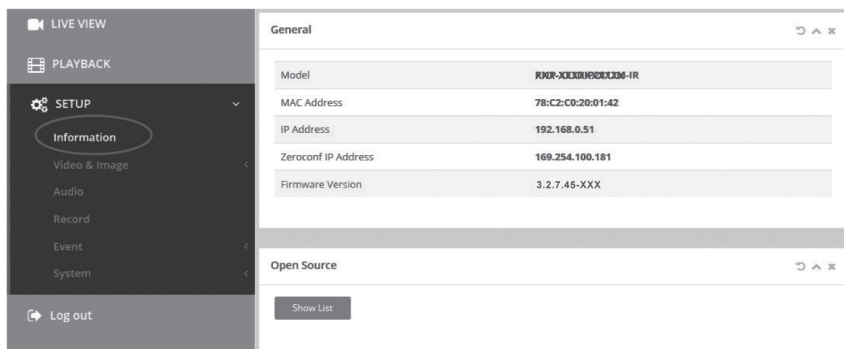 LIVE VIEW
PLAYBACK
SETUP
Information
Video & Image
Audio
Record
Event
System
Log out
General
Model -IR
MAC Address 78:C2:C0:20:01:42
IP Address 192.168.0.51
Zeroconf IP Address 169.254.100.181
Firmware Version 3.2.7.45-XXX
Open Source
Show List